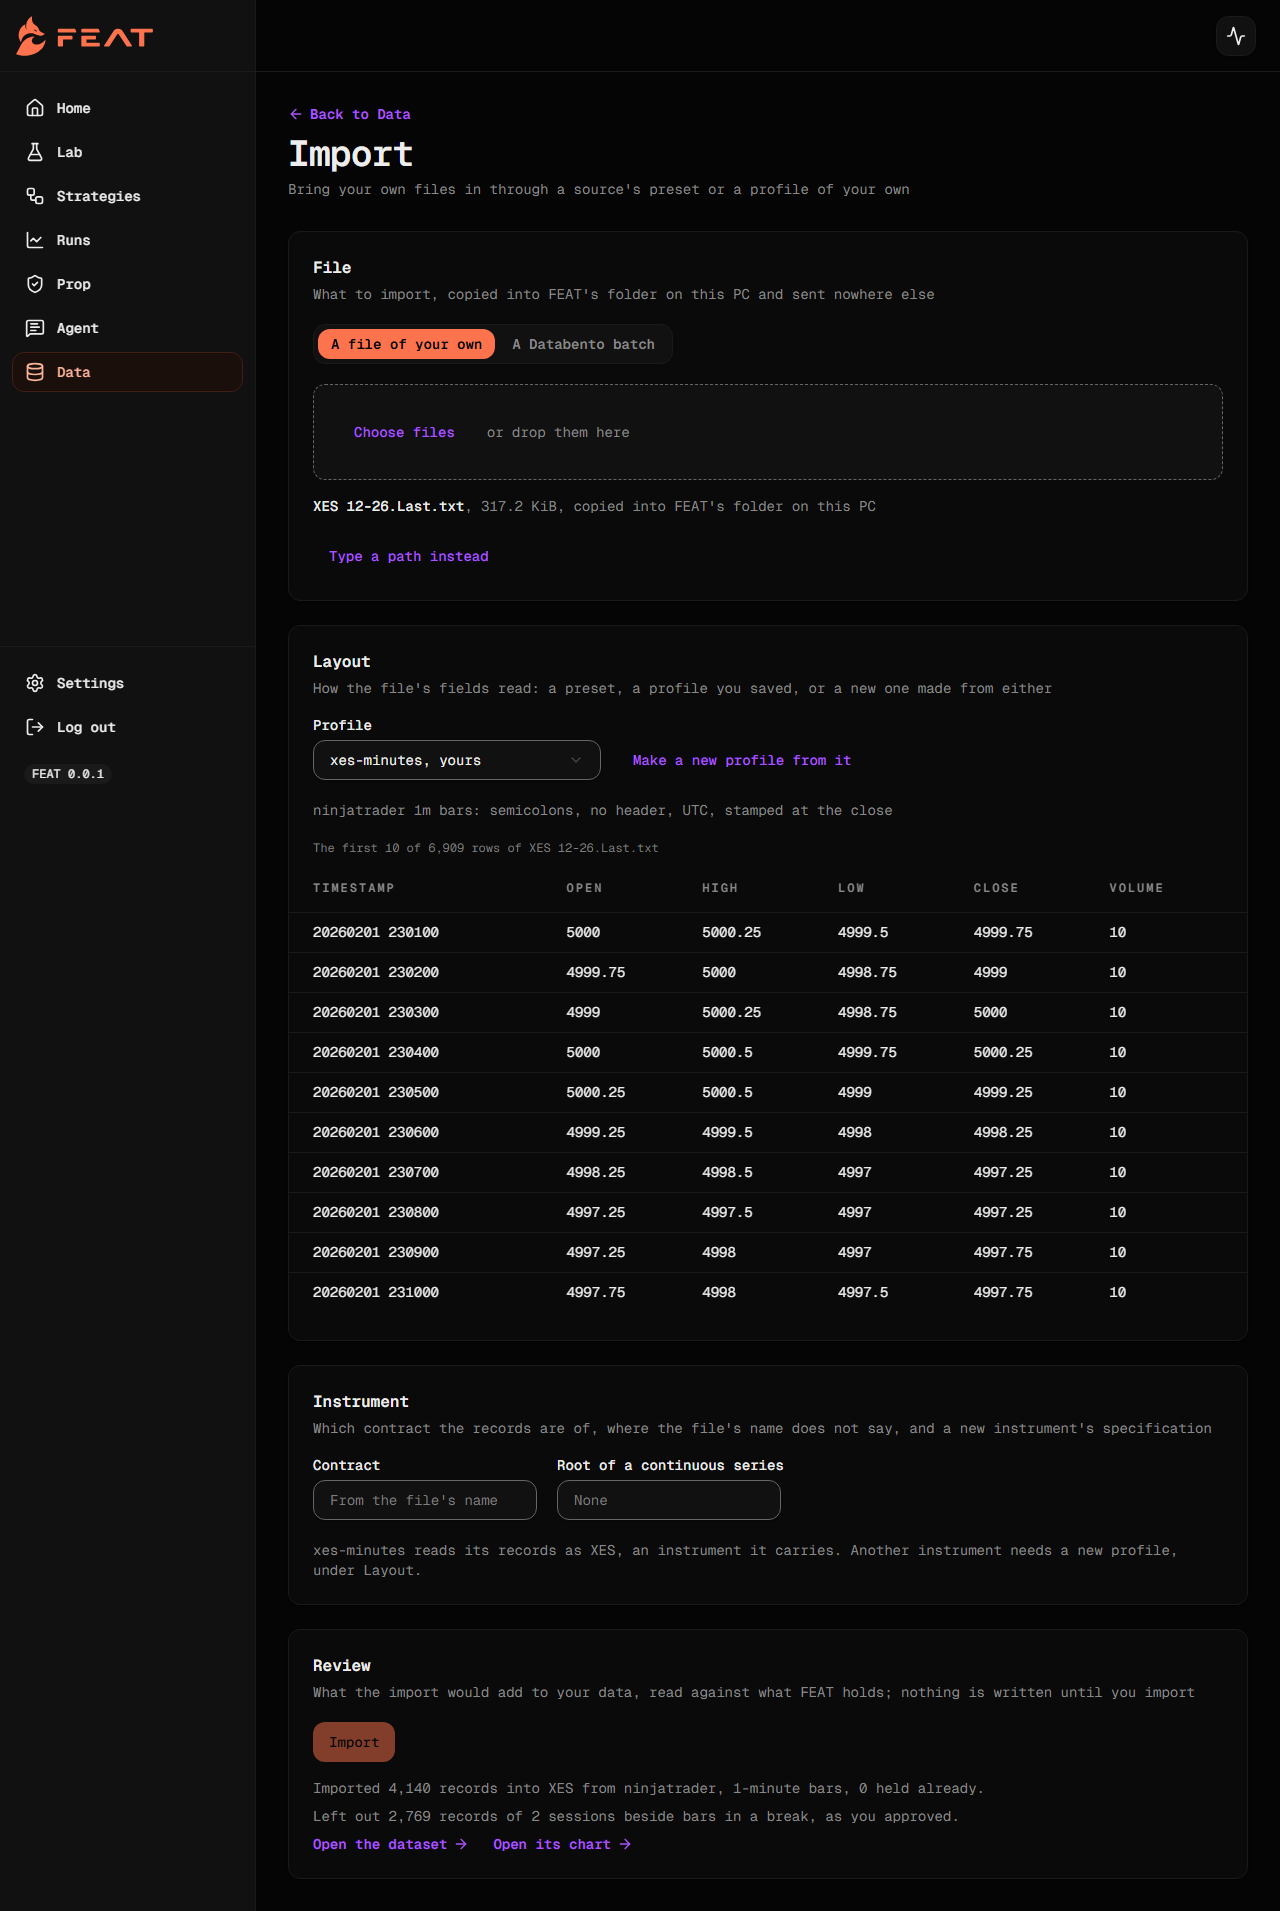 FEAT
Home
Lab
Strategies
Runs
Prop
Agent
Data
Settings
Log out
FEAT 0.0.1
← Back to Data
Import
Bring your own files in through a source's preset or a profile of your own
File
What to import, copied into FEAT's folder on this PC and sent nowhere else
A file of your own A Databento batch
Choose files or drop them here
XES 12-26.Last.txt, 317.2 KiB, copied into FEAT's folder on this PC
Type a path instead
Layout
How the file's fields read: a preset, a profile you saved, or a new one made from either
Profile
xes-minutes, yours Make a new profile from it
ninjatrader 1m bars: semicolons, no header, UTC, stamped at the close
The first 10 of 6,909 rows of XES 12-26.Last.txt
TIMESTAMP OPEN HIGH LOW CLOSE VOLUME
20260201 230100 5000 5000.25 4999.5 4999.75 10
20260201 230200 4999.75 5000 4998.75 4999 10
20260201 230300 4999 5000.25 4998.75 5000 10
20260201 230400 5000 5000.5 4999.75 5000.25 10
20260201 230500 5000.25 5000.5 4999 4999.25 10
20260201 230600 4999.25 4999.5 4998 4998.25 10
20260201 230700 4998.25 4998.5 4997 4997.25 10
20260201 230800 4997.25 4997.5 4997 4997.25 10
20260201 230900 4997.25 4998 4997 4997.75 10
20260201 231000 4997.75 4998 4997.5 4997.75 10
Instrument
Which contract the records are of, where the file's name does not say, and a new instrument's specification
Contract Root of a continuous series
From the file's name None
xes-minutes reads its records as XES, an instrument it carries. Another instrument needs a new profile,
under Layout.
Review
What the import would add to your data, read against what FEAT holds; nothing is written until you import
Import
Imported 4,140 records into XES from ninjatrader, 1-minute bars, 0 held already.
Left out 2,769 records of 2 sessions beside bars in a break, as you approved.
Open the dataset → Open its chart →